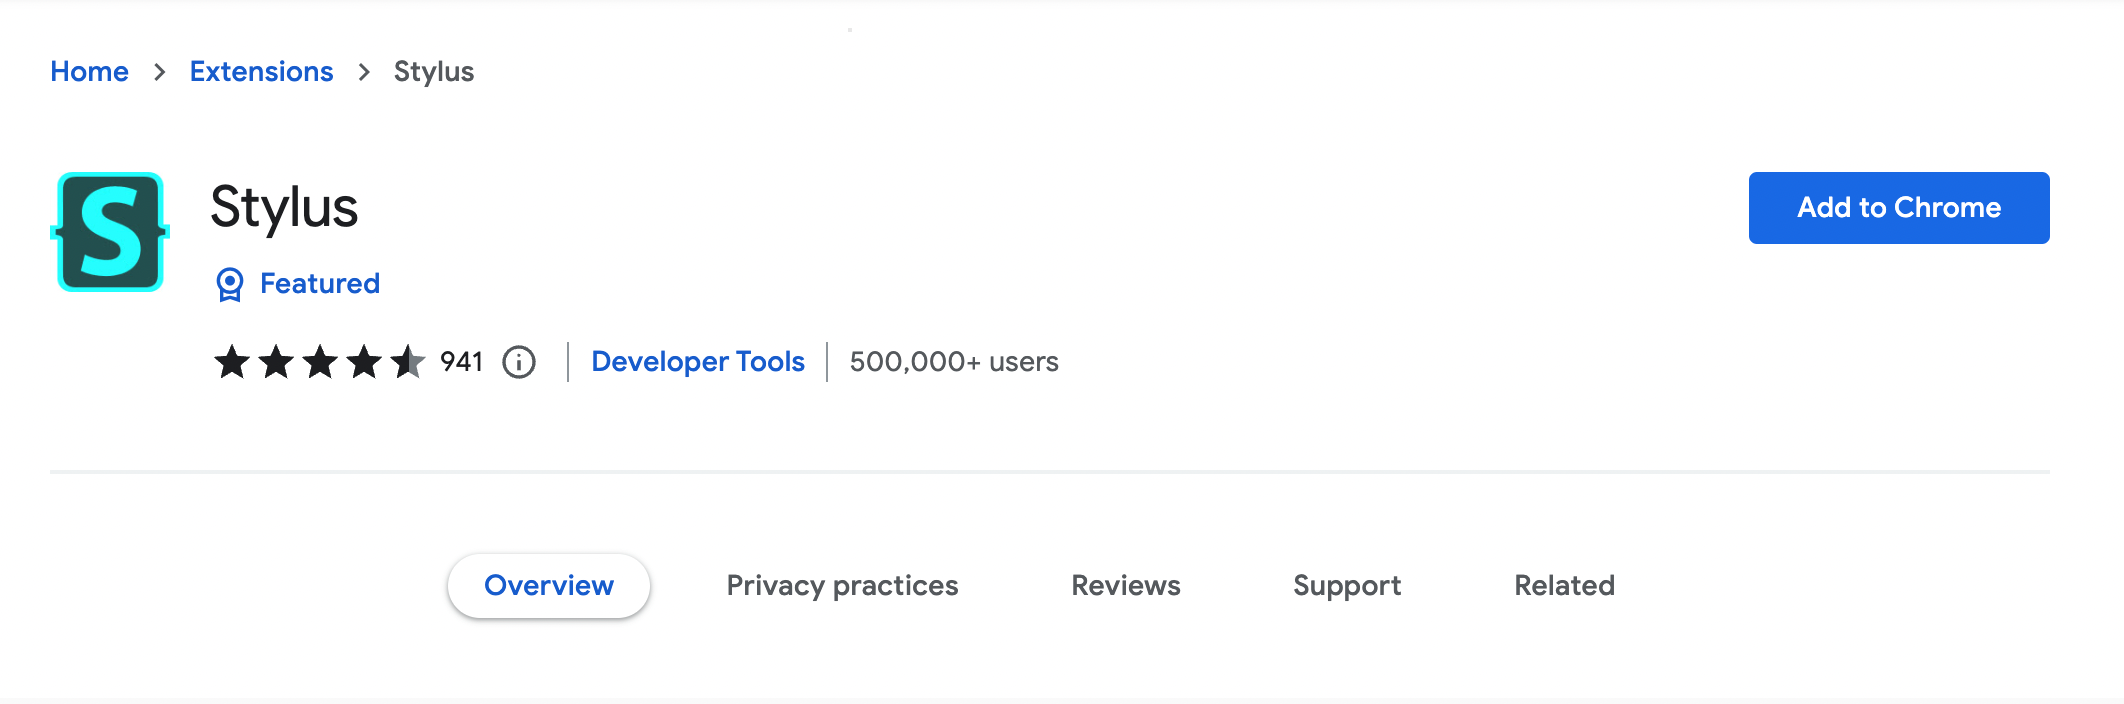 Home > Extensions > Stylus
S
Stylus
Add to Chrome
Featured
941
Developer Tools
500,000+ users
Overview
Privacy practices
Reviews
Support
Related